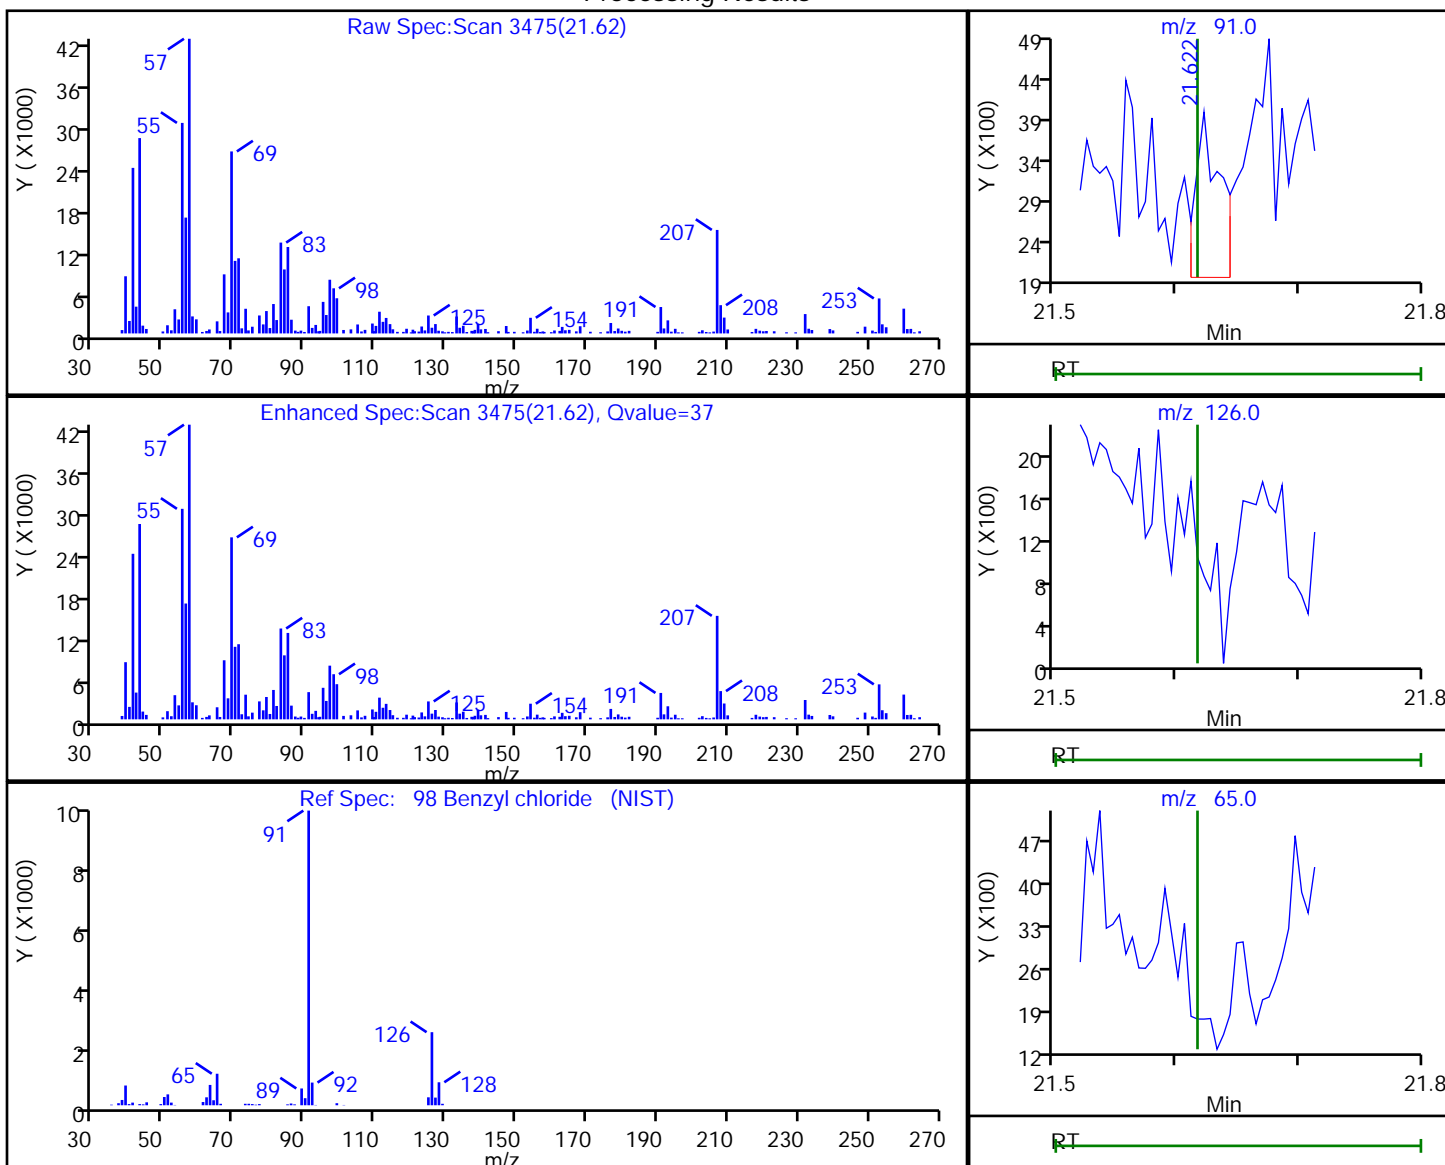 Processing Results
Raw Spec:Scan 3475(21.62)
Y ( X1000)
42
36
30
24
18
12
6
0
57
55
69
83
98
125
154
191
207
208
253
30 50 70 90 110 130 150 170 190 210 230 250 270
m/z
m/z 91.0
Y ( X100)
49
44
39
34
29
24
19
21.622
21.5 21.8
Min
RT
Enhanced Spec:Scan 3475(21.62), Qvalue=37
Y ( X1000)
42
36
30
24
18
12
6
0
57
55
69
83
98
125
154
191
207
208
253
30 50 70 90 110 130 150 170 190 210 230 250 270
m/z
m/z 126.0
Y ( X100)
20
16
12
8
4
0
21.5 21.8
Min
RT
Ref Spec: 98 Benzyl chloride (NIST)
Y ( X1000)
10
8
6
4
2
0
91
126
65
89
92
128
30 50 70 90 110 130 150 170 190 210 230 250 270
m/z
m/z 65.0
Y ( X100)
47
40
33
26
19
12
21.5 21.8
Min
RT